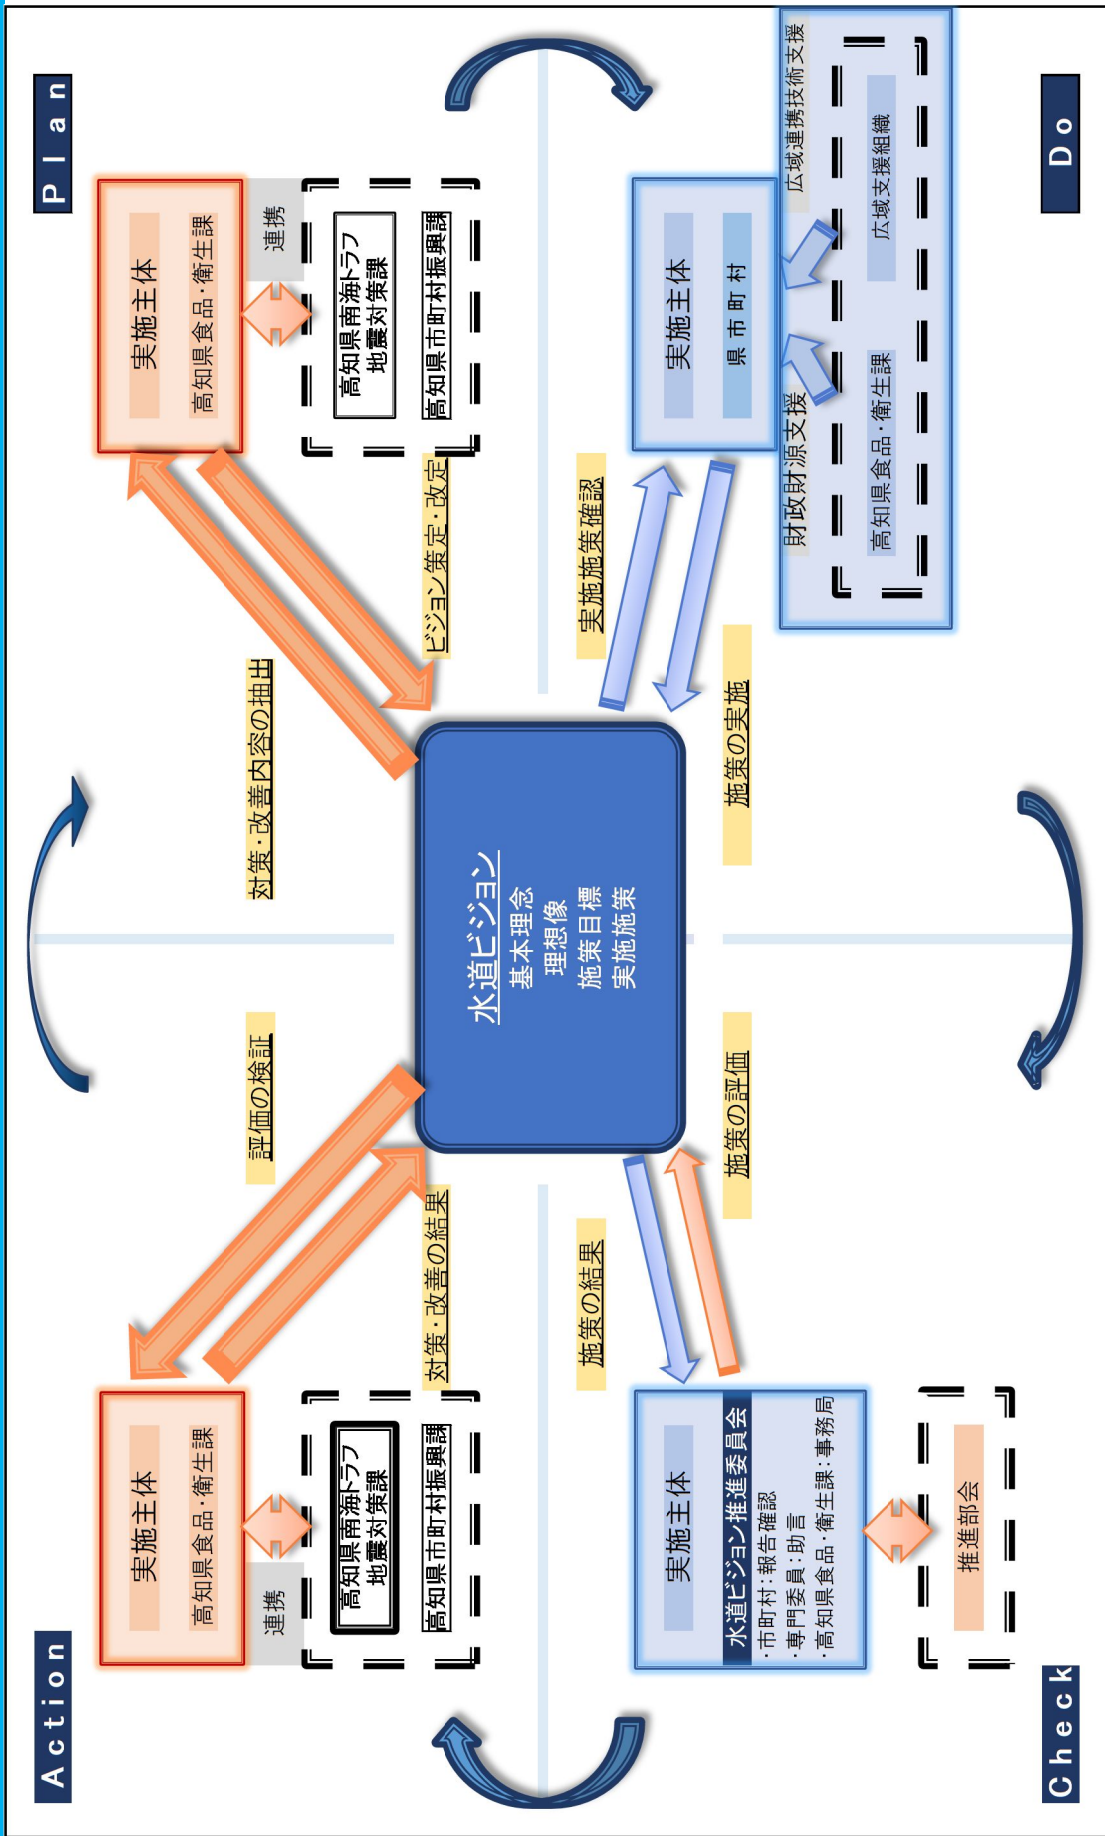 Action
実施主体
高知県食品・衛生課
連携
高知県南海トラフ
地震対策課
高知県市町村振興課
評価の検証
対策・改善の結果
Plan
実施主体
高知県食品・衛生課
連携
高知県南海トラフ
地震対策課
高知県市町村振興課
対策・改善内容の抽出
ビジョン策定・改定
水道ビジョン
基本理念
理想像
施策目標
実施施策
Check
施策の結果
施策の評価
実施主体
水道ビジョン推進委員会
・市町村：報告確認
・専門委員：助言
・高知県食品・衛生課：事務局
推進部会
Do
実施施策確認
施策の実施
実施主体
県市町村
財政財源支援
広域連携技術支援
高知県食品・衛生課
広域支援組織